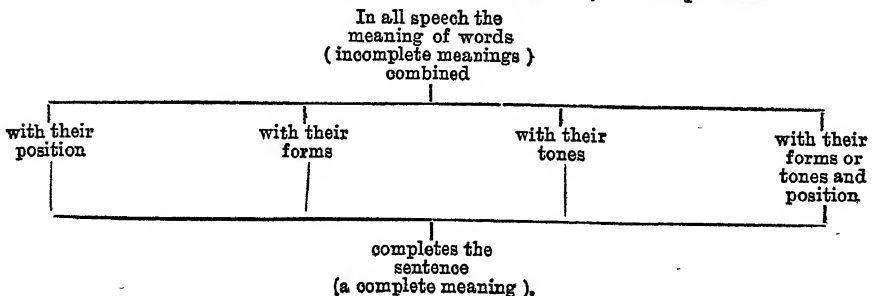 In all speech the
meaning of words
(incomplete meanings)
combined
with their
position
with their
forms
with their
tones
with their
forms or
tones and
position
completes the
sentence
(a complete meaning).